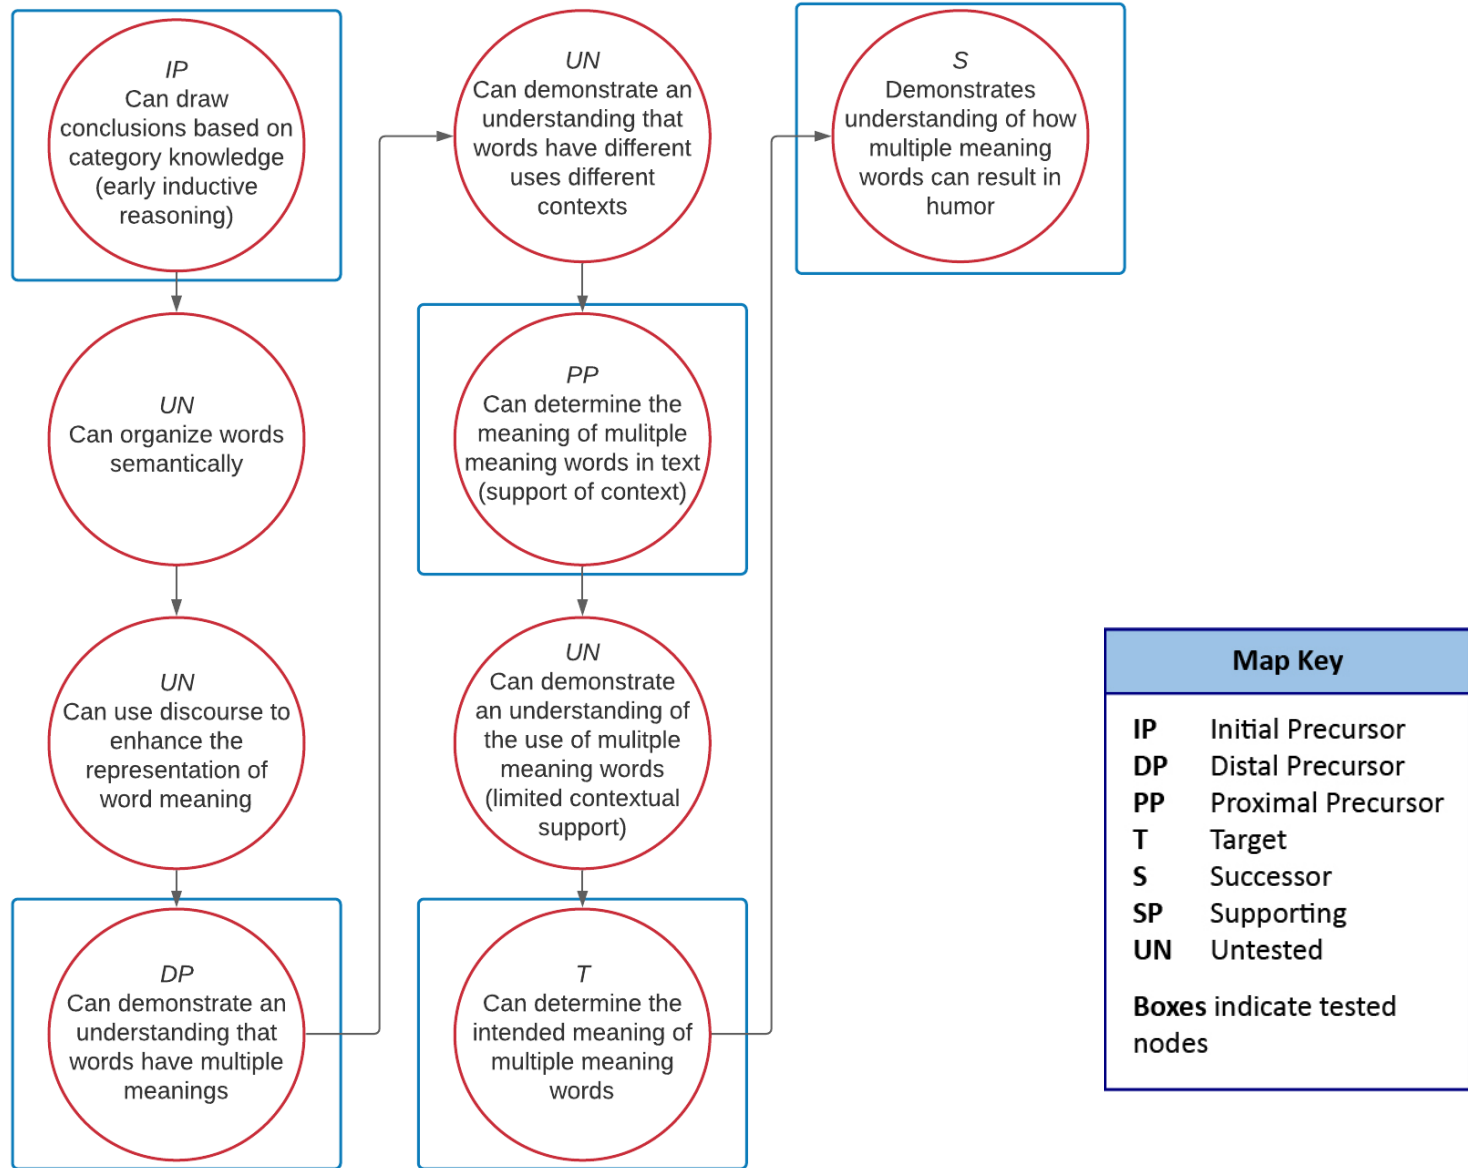 IP
Can draw
conclusions based on
category knowledge
(early inductive
reasoning)
UN
Can organize words
semantically
UN
Can use discourse to
enhance the
representation of
word meaning
DP
Can demonstrate an
understanding that
words have multiple
meanings
UN
Can demonstrate an
understanding that
words have different
uses different
contexts
PP
Can determine the
meaning of mulitple
meaning words in text
(support of context)
UN
Can demonstrate
an understanding of
the use of mulitple
meaning words
(limited contextual
support)
T
Can determine the
intended meaning of
multiple meaning
words
S
Demonstrates
understanding of how
multiple meaning
words can result in
humor
Map Key
IP Initial Precursor
DP Distal Precursor
PP Proximal Precursor
T Target
S Successor
SP Supporting
UN Untested
Boxes indicate tested
nodes